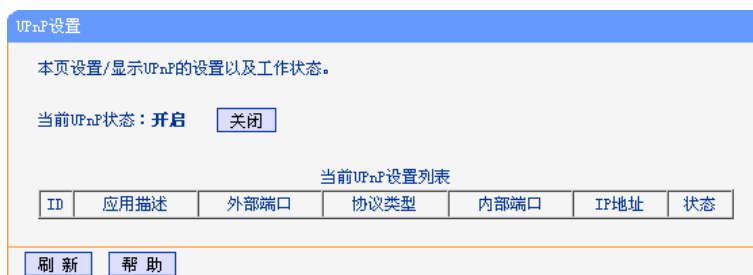 UPnP设置
本页设置/显示UPnP的设置以及工作状态。
当前UPnP状态：开启 关闭
当前UPnP设置列表
ID 应用描述 外部端口 协议类型 内部端口 IP地址 状态
刷 新 帮 助